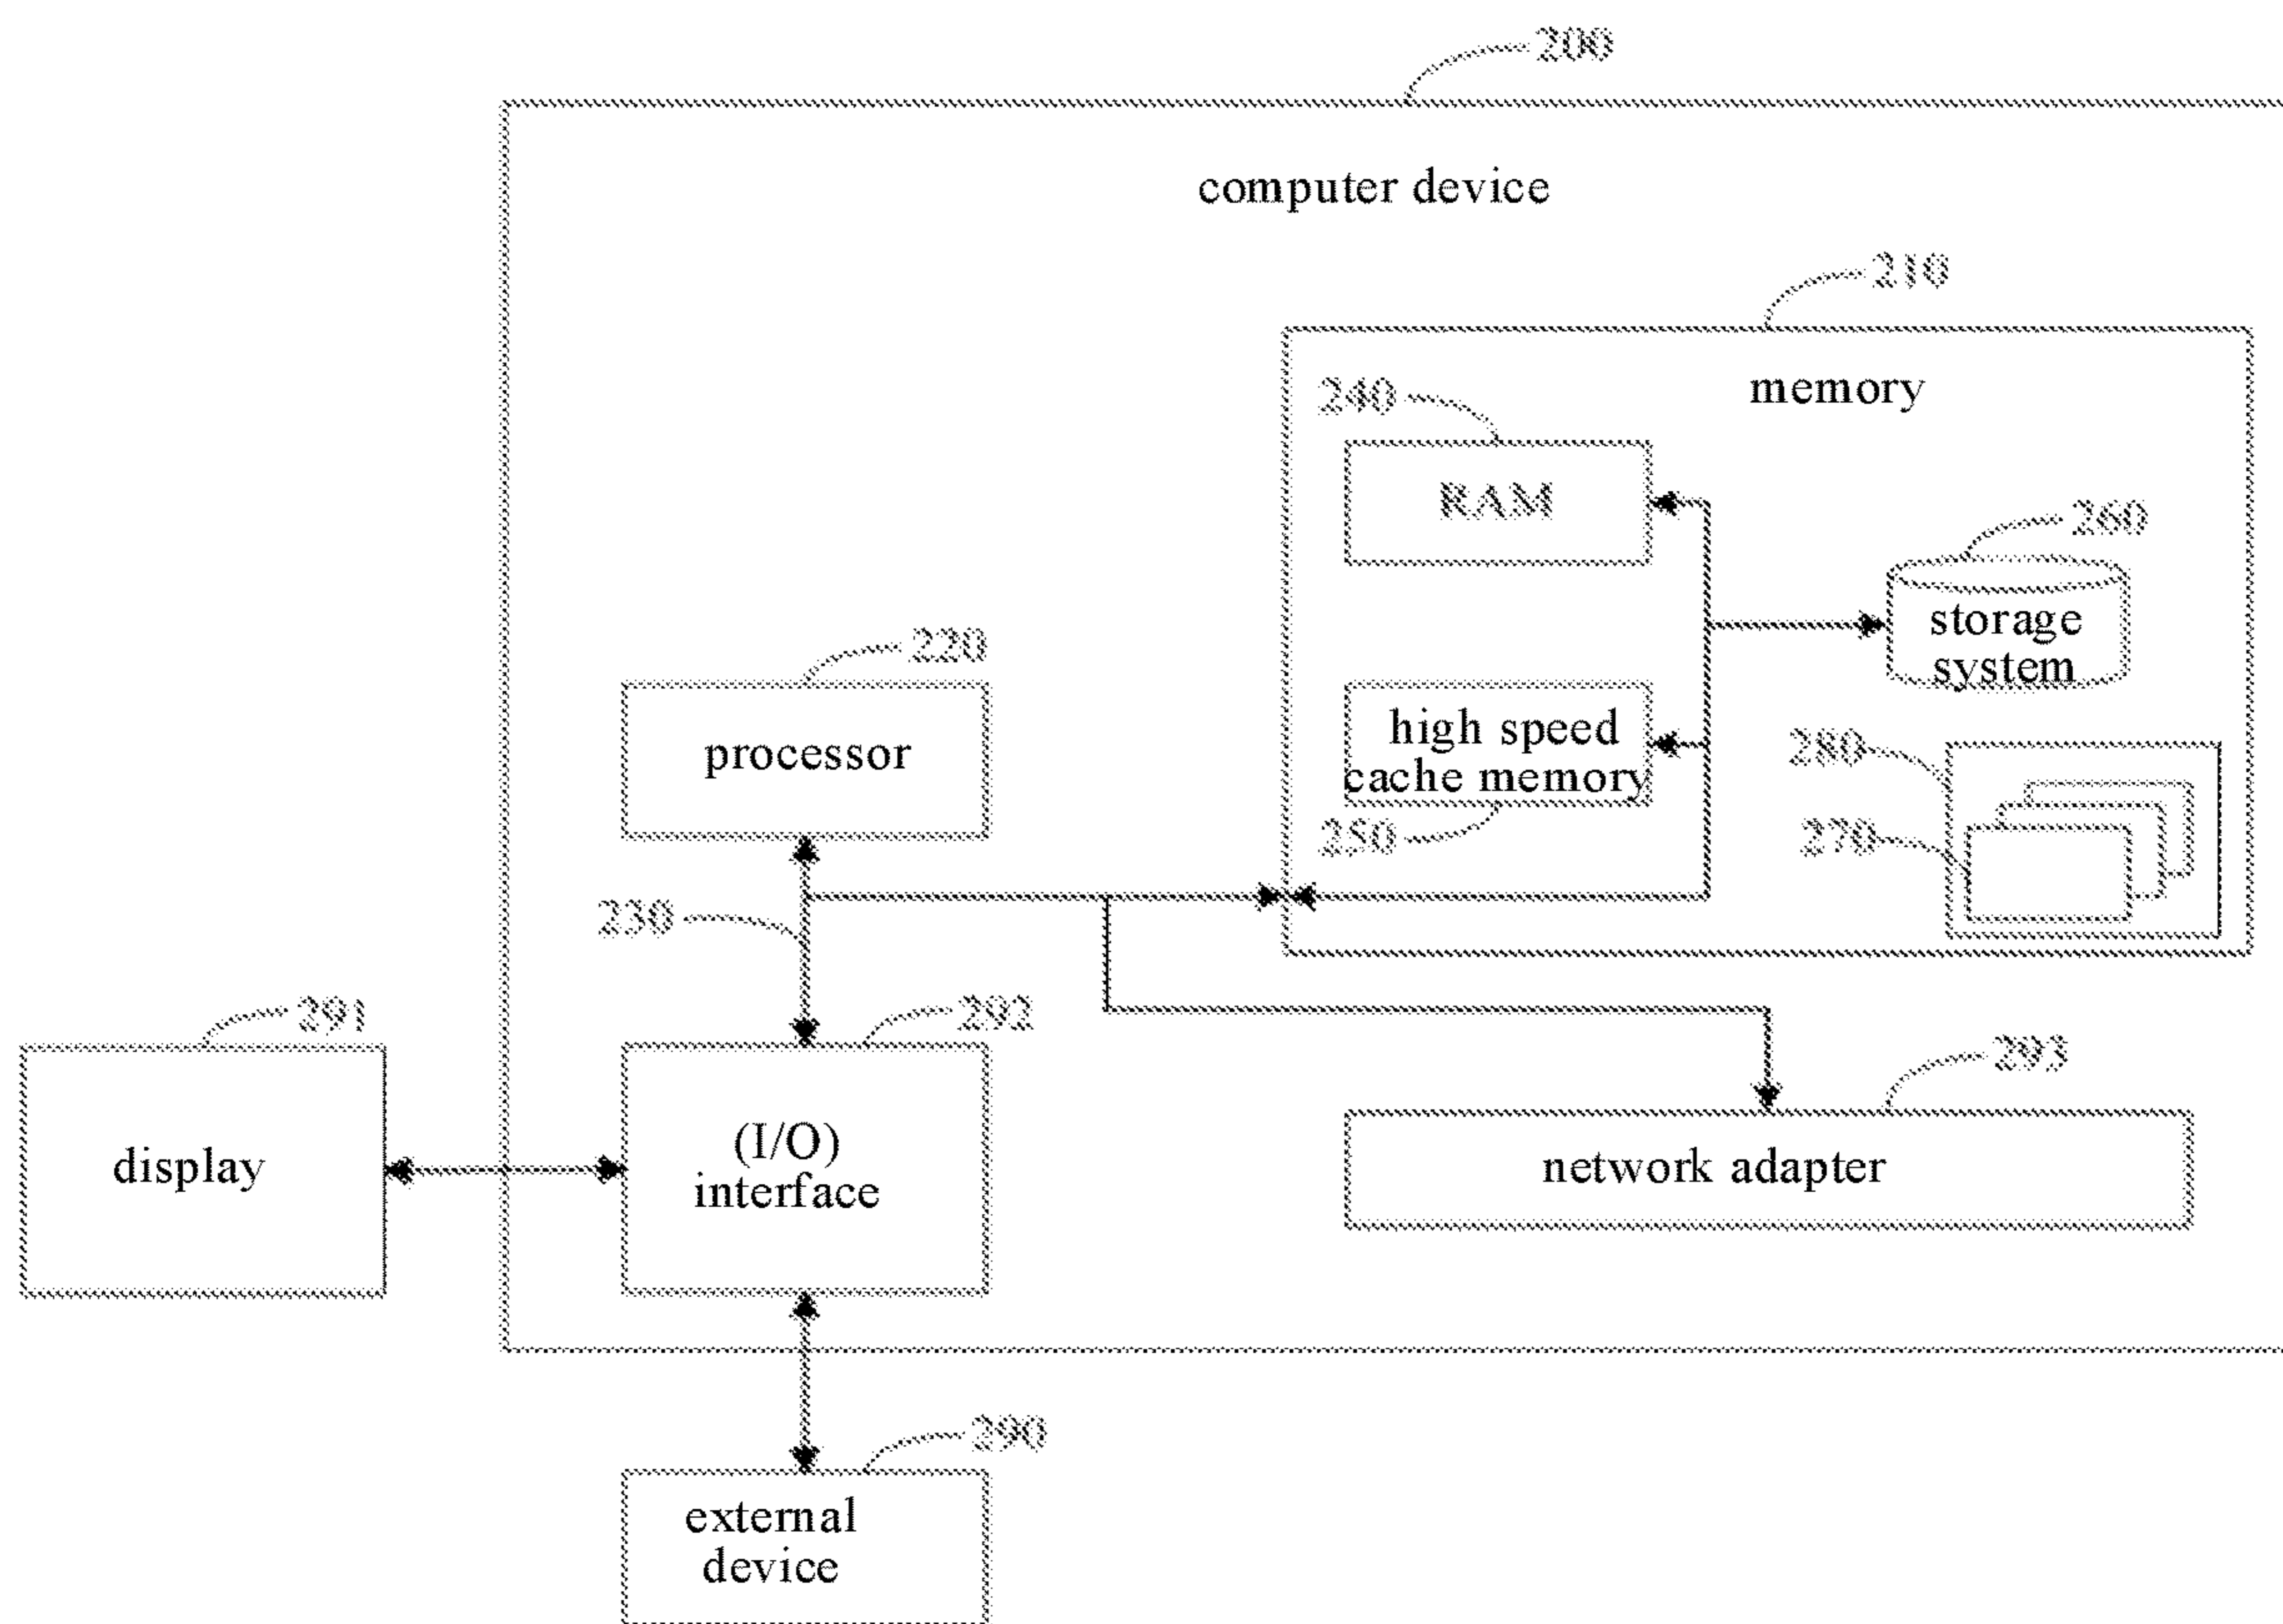 200
computer device
210
memory
240
RAM
260
storage
system
220
processor
high speed
cache memory
250
280
270
230
291
display
292
(I/O)
interface
293
network adapter
290
external
device